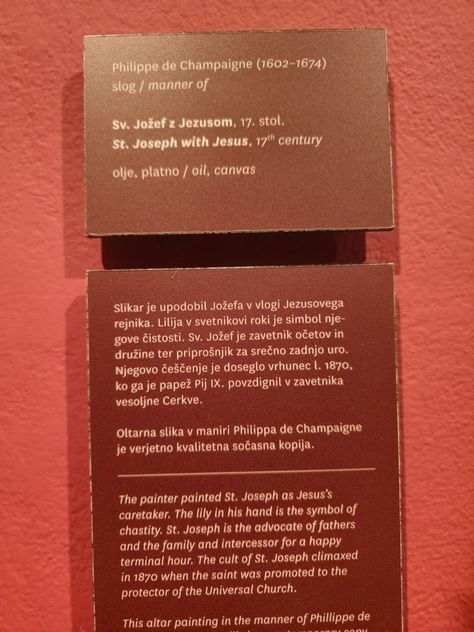 Philippe de Champaigne (1602–1674)
slog / manner of
Sv. Jožef z Jezusom, 17. stol.
St. Joseph with Jesus, 17th century
olje, platno / oil, canvas
Slikar je upodobil Jožefa v vlogi Jezusovega
rejnika. Lilija v svetnikovi roki je simbol nje-
gove čistosti. Sv. Jožef je zavetnik očetov in
družine ter priprošnjik za srečno zadnjo uro.
Njegovo češčenje je doseglo vrhunec l. 1870,
ko ga je papež Pij IX. povzdignil v zavetnika
vesoljne Cerkve.
Oltarna slika v maniri Philippa de Champaigne
je verjetno kvalitetna sočasna kopija.
The painter painted St. Joseph as Jesus's
caretaker. The lily in his hand is the symbol of
chastity. St. Joseph is the advocate of fathers
and the family and intercessor for a happy
terminal hour. The cult of St. Joseph climaxed
in 1870 when the saint was promoted to the
protector of the Universal Church.
This altar painting in the manner of Phillippe de